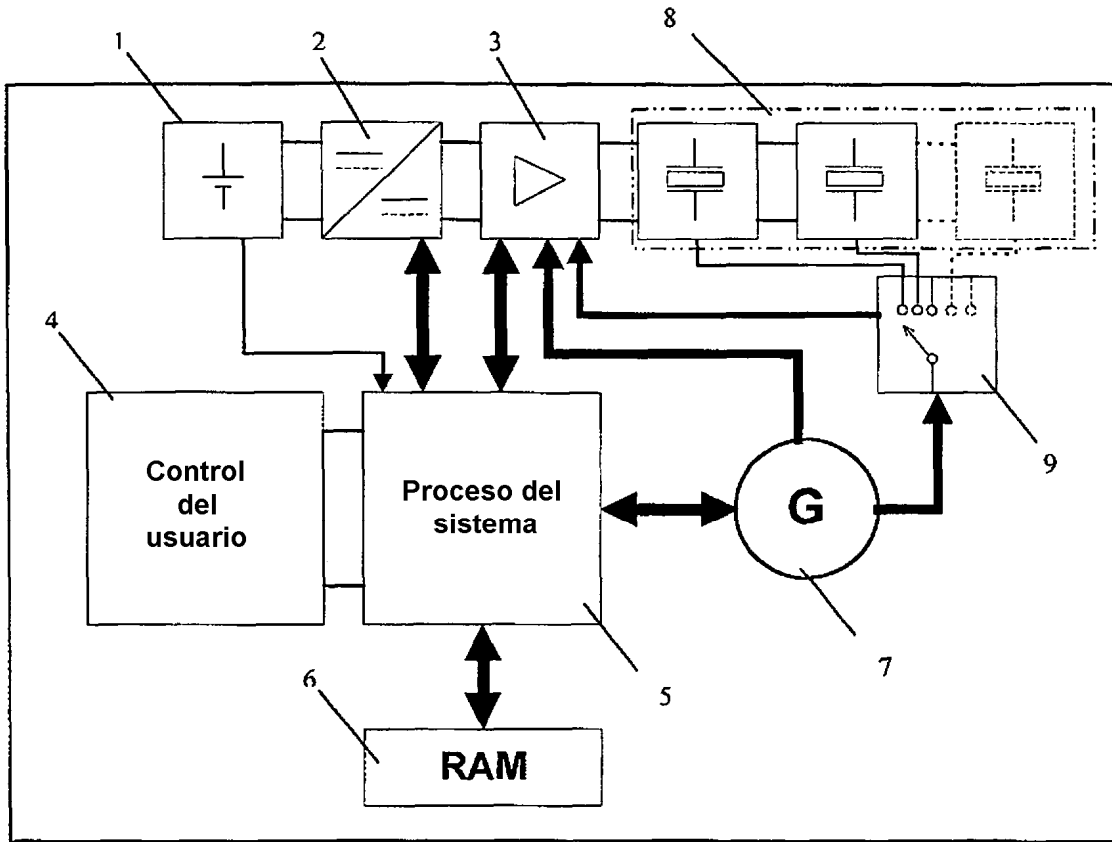 1
2
3
8
4
Control
del
usuario
Proceso del
sistema
G
9
7
5
6
RAM